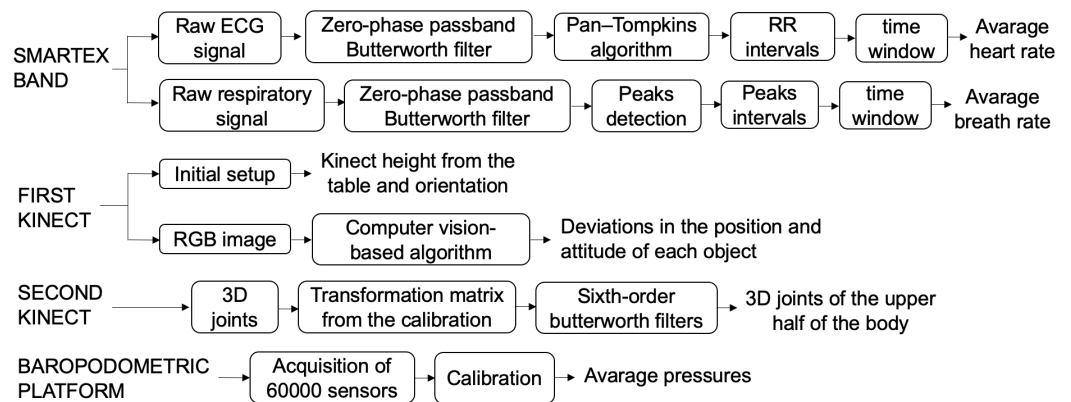 SMARTEX
BAND
Raw ECG
signal
Zero-phase passband
Butterworth filter
Pan–Tompkins
algorithm
RR
intervals
time
window
Avarage
heart rate
Raw respiratory
signal
Zero-phase passband
Butterworth filter
Peaks
detection
Peaks
intervals
time
window
Avarage
breath rate
FIRST
KINECT
Initial setup
Kinect height from the
table and orientation
RGB image
Computer vision-
based algorithm
Deviations in the position and
attitude of each object
SECOND
KINECT
3D
joints
Transformation matrix
from the calibration
Sixth-order
butterworth filters
3D joints of the upper
half of the body
BAROPODOMETRIC
PLATFORM
Acquisition of
60000 sensors
Calibration
Avarage pressures